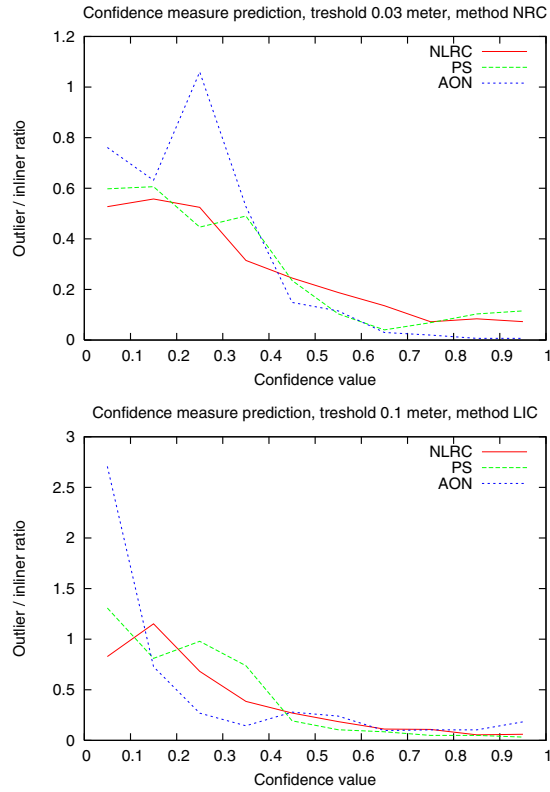 Confidence measure prediction, treshold 0.03 meter, method NRC
1.2
1
0.8
0.6
0.4
0.2
0
Outlier / inliner ratio
NLRC
PS
AON
0 0.1 0.2 0.3 0.4 0.5 0.6 0.7 0.8 0.9 1
Confidence value
Confidence measure prediction, treshold 0.1 meter, method LIC
3
2.5
2
1.5
1
0.5
0
Outlier / inliner ratio
NLRC
PS
AON
0 0.1 0.2 0.3 0.4 0.5 0.6 0.7 0.8 0.9 1
Confidence value